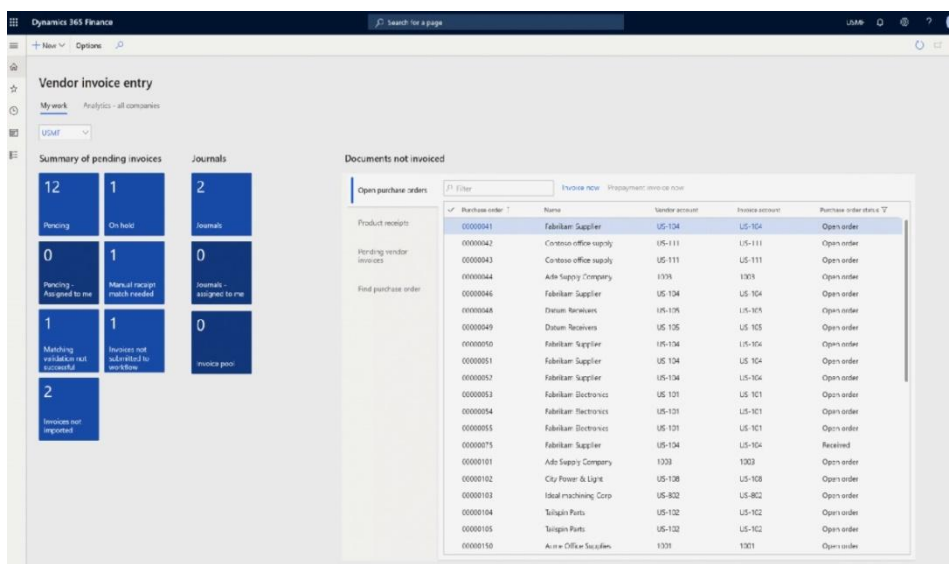 Dynamics 365 Finance
Search for a page
USMF
?
New
Options
Vendor invoice entry
My work Analytics - all companies
USMF
Summary of pending invoices
12
Pending
1
On hold
0
Pending - Assigned to me
1
Manual receipt match needed
1
Matching validation not successful
1
Invoices not submitted to workflow
2
Invoices not imported
Journals
2
Journals
0
Journals - assigned to me
0
Invoice pool
Documents not invoiced
Open purchase orders
Product receipts
Pending vendor invoices
Find purchase order
Filter
Invoice now Prepayment invoice now
Purchase order Name Vendor account Invoice account Purchase order status
00000041 Fabrikam Supplier US-104 US-104 Open order
00000042 Contoso office supply US-111 US-111 Open order
00000043 Contoso office supply US-111 US-111 Open order
00000044 Ade Supply Company 1003 1003 Open order
00000046 Fabrikam Supplier US-104 US-104 Open order
00000048 Datum Receivers US-105 US-105 Open order
00000049 Datum Receivers US-105 US-105 Open order
00000050 Fabrikam Supplier US-104 US-104 Open order
00000051 Fabrikam Supplier US-104 US-104 Open order
00000052 Fabrikam Supplier US-104 US-104 Open order
00000053 Fabrikam Electronics US-101 US-101 Open order
00000054 Fabrikam Electronics US-101 US-101 Open order
00000055 Fabrikam Electronics US-101 US-101 Open order
00000075 Fabrikam Supplier US-104 US-104 Received
00000101 Ade Supply Company 1003 1003 Open order
00000102 City Power & Light US-108 US-108 Open order
00000103 Ideal machining Corp US-802 US-802 Open order
00000104 Tailspin Parts US-102 US-102 Open order
00000105 Tailspin Parts US-102 US-102 Open order
00000150 Acme Office Supplies 1001 1001 Open order